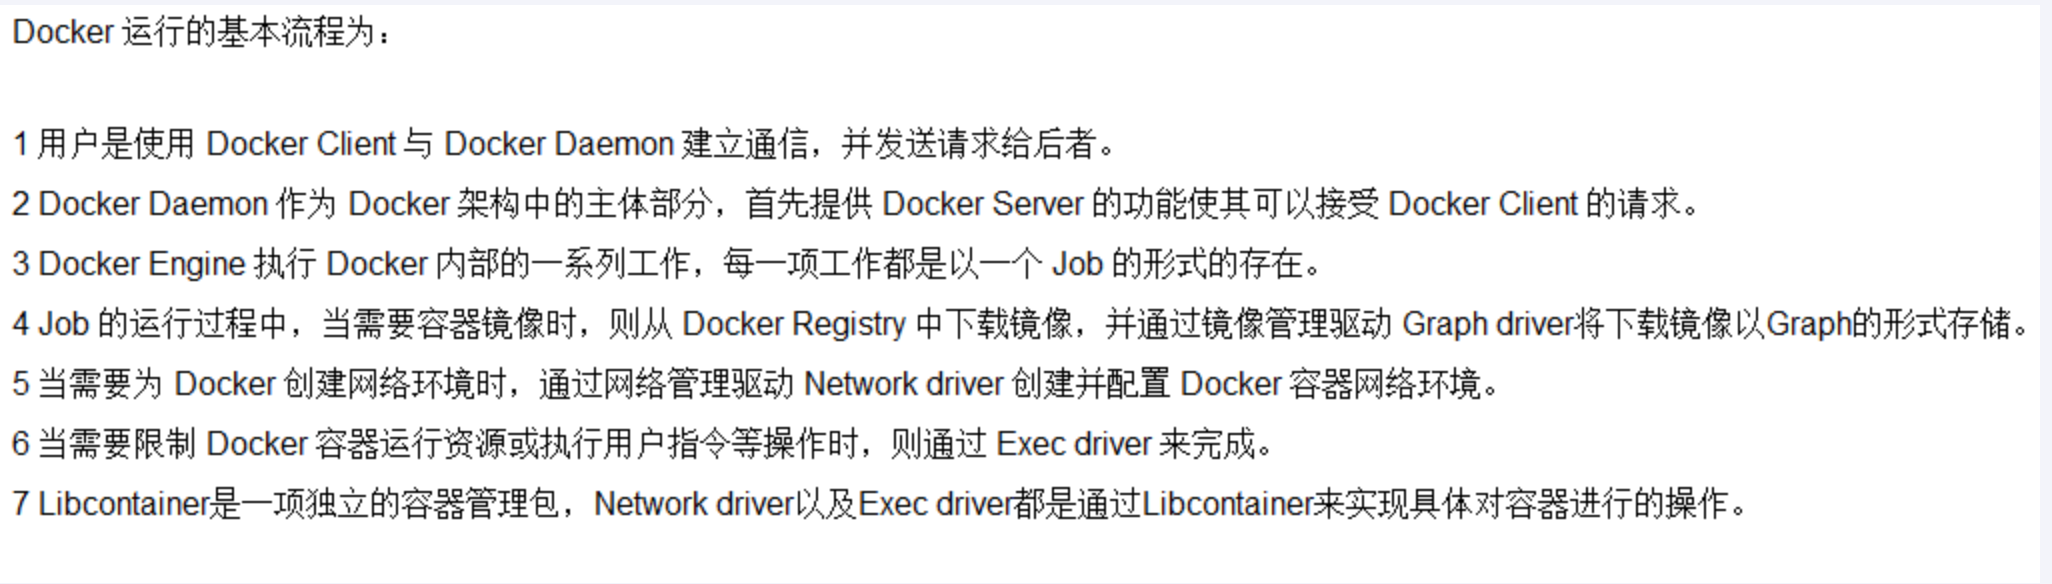 Docker 运行的基本流程为：
1 用户是使用 Docker Client 与 Docker Daemon 建立通信，并发送请求给后者。
2 Docker Daemon 作为 Docker 架构中的主体部分，首先提供 Docker Server 的功能使其可以接受 Docker Client 的请求。
3 Docker Engine 执行 Docker 内部的一系列工作，每一项工作都是以一个 Job 的形式的存在。
4 Job 的运行过程中，当需要容器镜像时，则从 Docker Registry 中下载镜像，并通过镜像管理驱动 Graph driver将下载镜像以Graph的形式存储。
5 当需要为 Docker 创建网络环境时，通过网络管理驱动 Network driver 创建并配置 Docker 容器网络环境。
6 当需要限制 Docker 容器运行资源或执行用户指令等操作时，则通过 Exec driver 来完成。
7 Libcontainer是一项独立的容器管理包，Network driver以及Exec driver都是通过Libcontainer来实现具体对容器进行的操作。